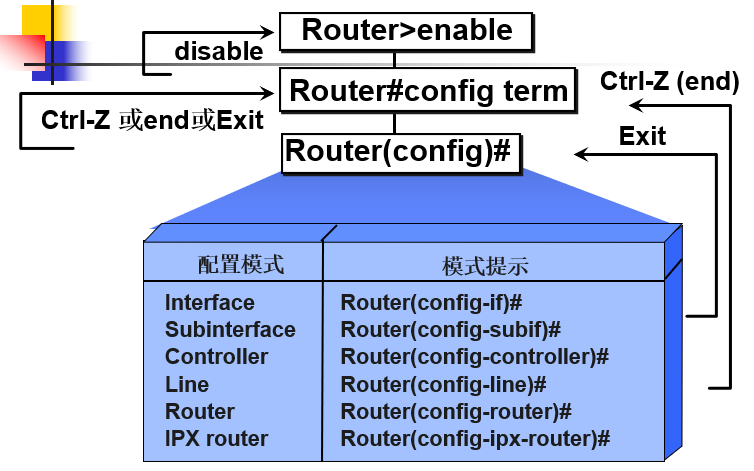 Router>enable
disable
Router#config term
Ctrl-Z (end)
Ctrl-Z 或end或Exit
Exit
Router(config)#
配置模式 模式提示
Interface Router(config-if)#
Subinterface Router(config-subif)#
Controller Router(config-controller)#
Line Router(config-line)#
Router Router(config-router)#
IPX router Router(config-ipx-router)#